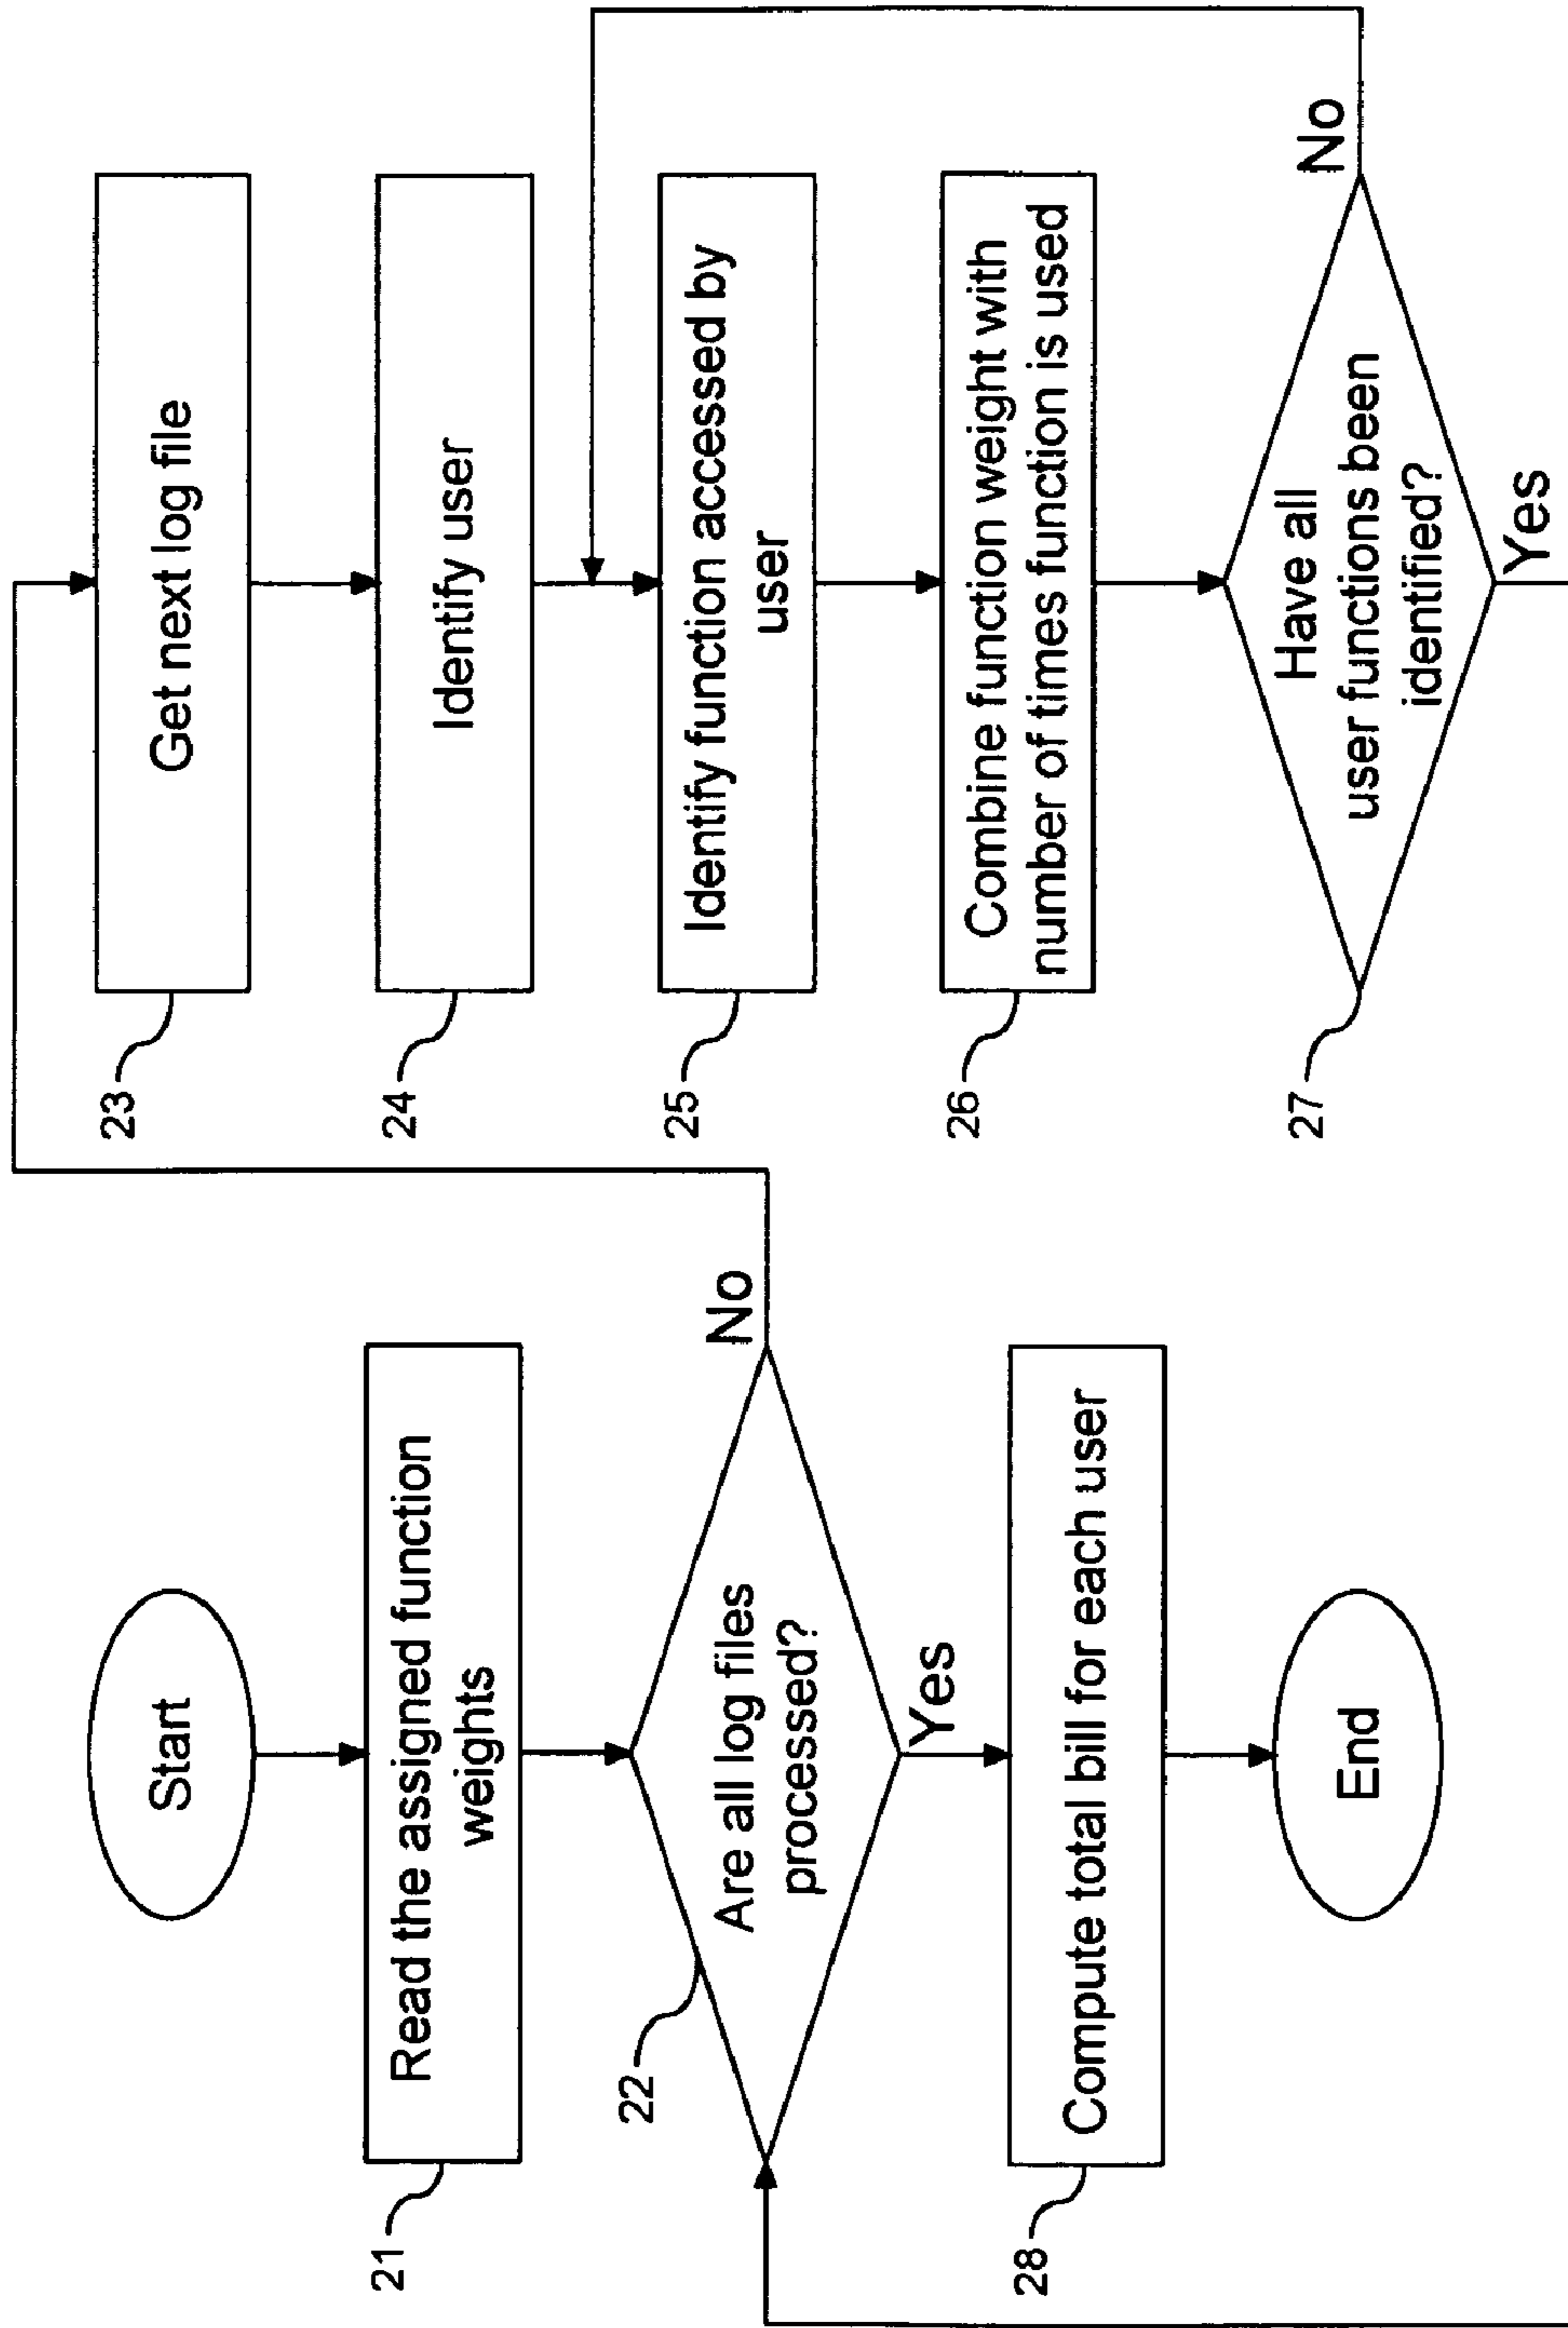 Start
21
Read the assigned function
weights
22
Are all log files
processed?
No
Yes
28
Compute total bill for each user
End
23
Get next log file
24
Identify user
25
Identify function accessed by
user
26
Combine function weight with
number of times function is used
27
Have all
user functions been
identified?
No
Yes